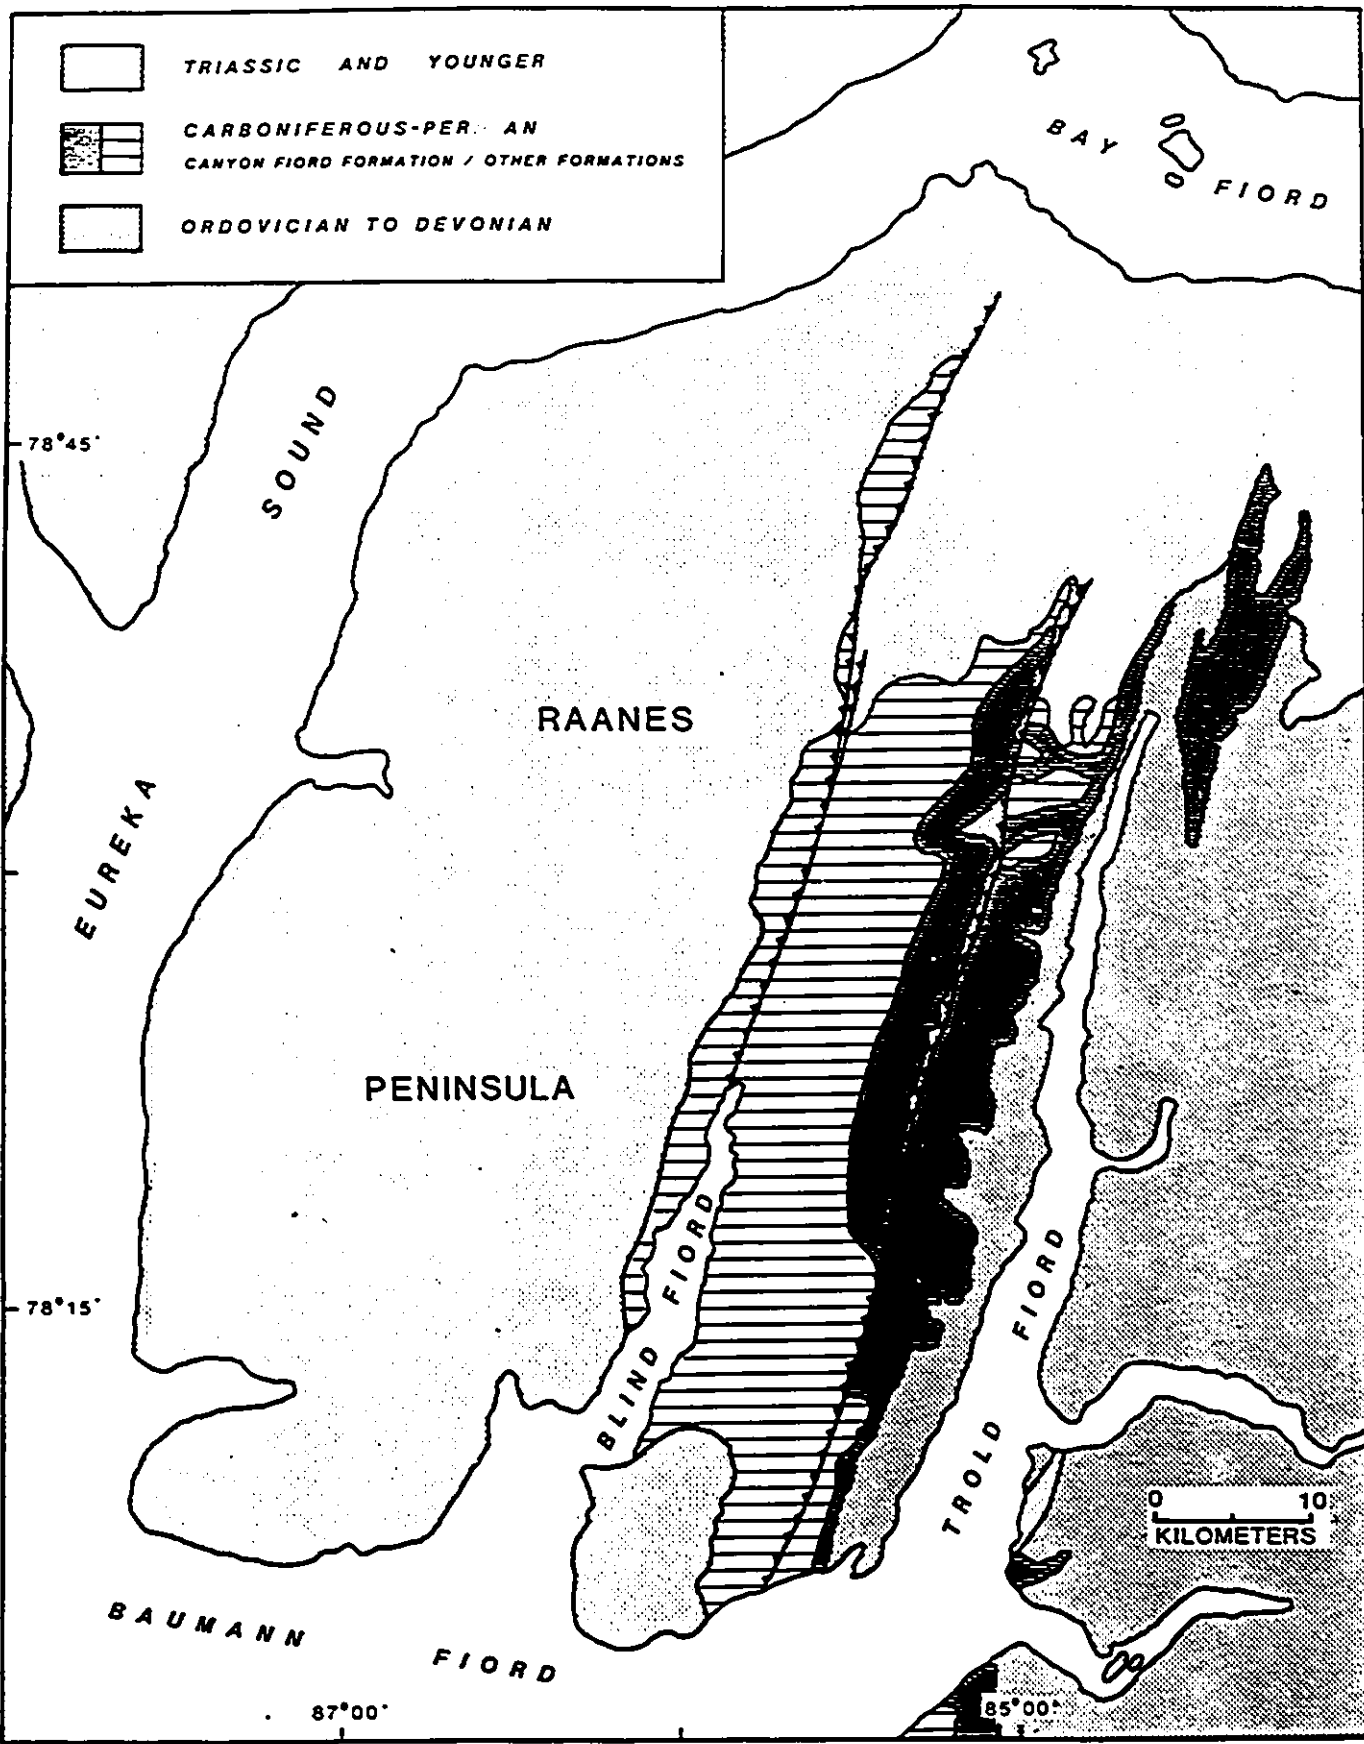 TRIASSIC AND YOUNGER
CARBONIFEROUS-PER. AN
CANYON FIORD FORMATION / OTHER FORMATIONS
ORDOVICIAN TO DEVONIAN
BAY FIORD
78°45'
EUREKA SOUND
RAANES
PENINSULA
78°15'
BLIND FIORD
TROLD FIORD
0 10
KILOMETERS
BAUMANN FIORD
87°00'
85°00'